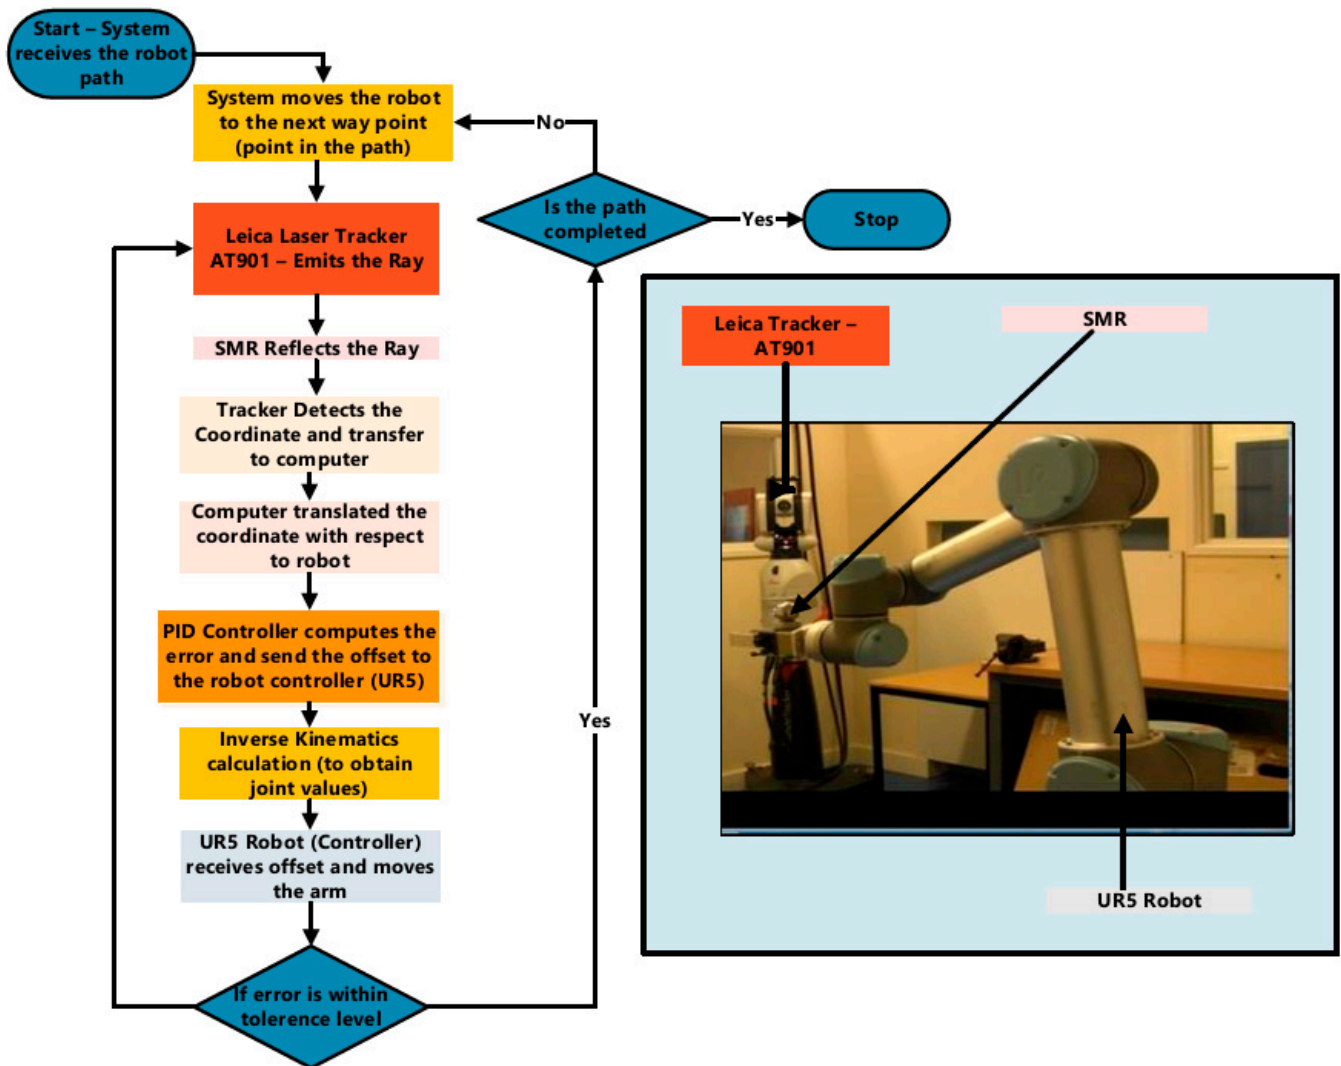 Start – System
receives the robot
path
System moves the robot
to the next way point
(point in the path)
No
Is the path
completed
Yes
Stop
Leica Laser Tracker
AT901 – Emits the Ray
SMR Reflects the Ray
Tracker Detects the
Coordinate and transfer
to computer
Computer translated the
coordinate with respect
to robot
PID Controller computes the
error and send the offset to
the robot controller (UR5)
Inverse Kinematics
calculation (to obtain
joint values)
UR5 Robot (Controller)
receives offset and moves
the arm
If error is within
tolerence level
Yes
Leica Tracker –
AT901
SMR
UR5 Robot